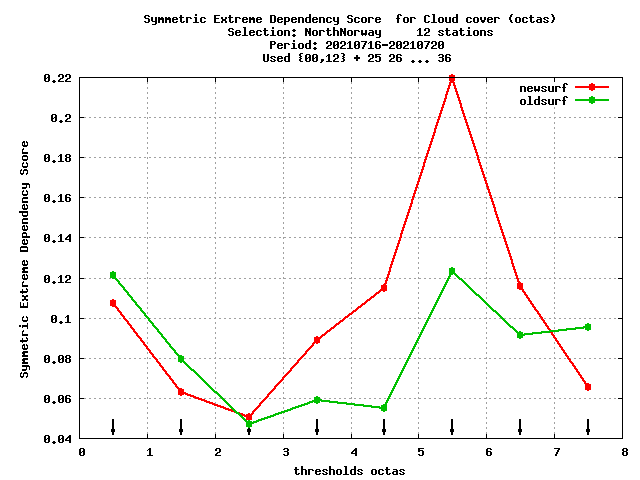 Symmetric Extreme Dependency Score  for Cloud cover (octas)
Selection: NorthNorway     12 stations
Period: 20210716-20210720
Used {00,12} + 25 26 ... 36
newsurf
oldsurf
Symmetric Extreme Dependency Score
0.22
0.2
0.18
0.16
0.14
0.12
0.1
0.08
0.06
0.04
0 1 2 3 4 5 6 7 8
thresholds octas